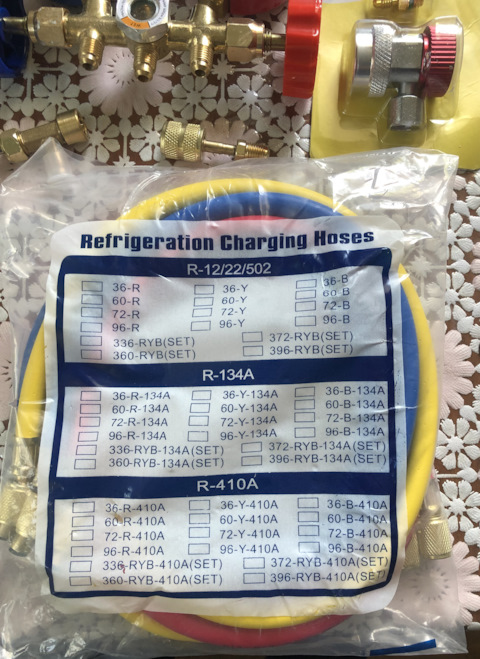 Refrigeration Charging Hoses
R-12/22/502
36-R 36-Y 36-B
60-R 60-Y 60-B
72-R 72-Y 72-B
96-R 96-Y 96-B
336-RYB(SET) 372-RYB(SET)
360-RYB(SET) 396-RYB(SET)
R-134A
36-R-134A 36-Y-134A 36-B-134A
60-R-134A 60-Y-134A 60-B-134A
72-R-134A 72-Y-134A 72-B-134A
96-R-134A 96-Y-134A 96-B-134A
336-RYB-134A(SET) 372-RYB-134A(SET)
360-RYB-134A(SET) 396-RYB-134A(SET)
R-410A
36-R-410A 36-Y-410A 36-B-410A
60-R-410A 60-Y-410A 60-B-410A
72-R-410A 72-Y-410A 72-B-410A
96-R-410A 96-Y-410A 96-B-410A
336-RYB-410A(SET) 372-RYB-410A(SET)
360-RYB-410A(SET) 396-RYB-410A(SET)